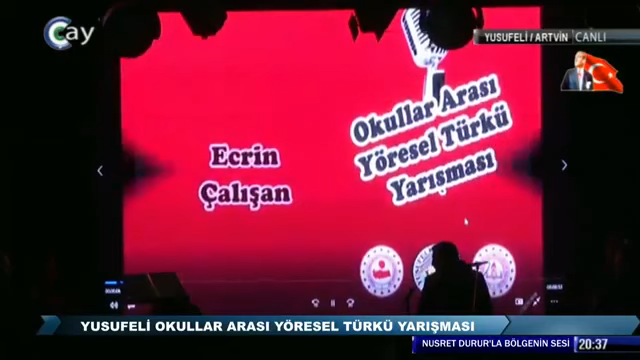 Çay
YUSUFELİ / ARTVİN CANLI
Okullar Arası
Yöresel Türkü
Yarışması
Ecrin
Çalışan
YUSUFELİ OKULLAR ARASI YÖRESEL TÜRKÜ YARIŞMASI
NUSRET DURUR'LA BÖLGENİN SESİ 20:37